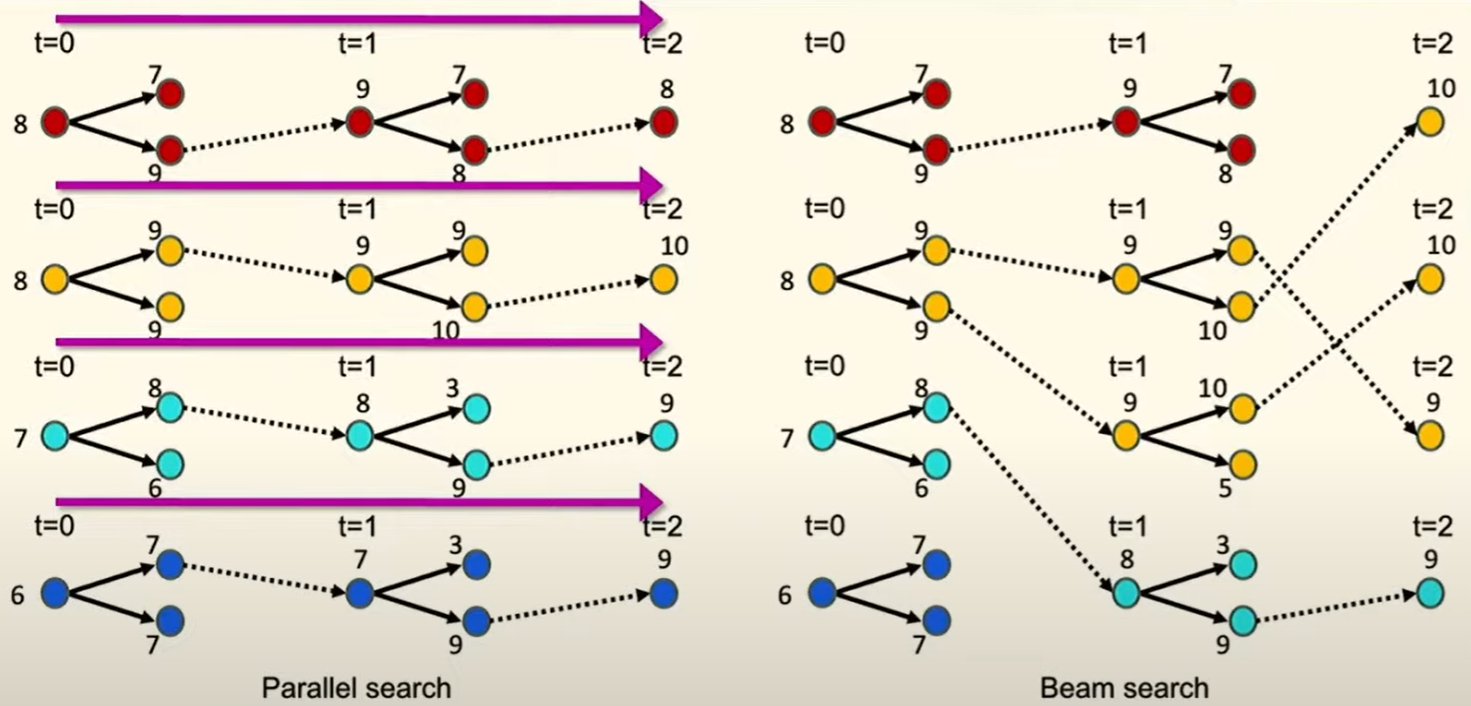 t=0 t=1 t=2 t=0 t=1 t=2
7 9 7 8 7 9 7 10
8 8
9 8 9 8
t=0 t=1 t=2 t=0 t=1 t=2
9 9 9 10 9 9 9 10
8 8
9 10 9 10
t=0 t=1 t=2 t=0 t=1 t=2
8 8 3 9 8 9 10 9
7 7
6 9 6 5
t=0 t=1 t=2 t=0 t=1 t=2
7 7 3 9 7 8 3 9
6 6
7 9 7 9
Parallel search Beam search